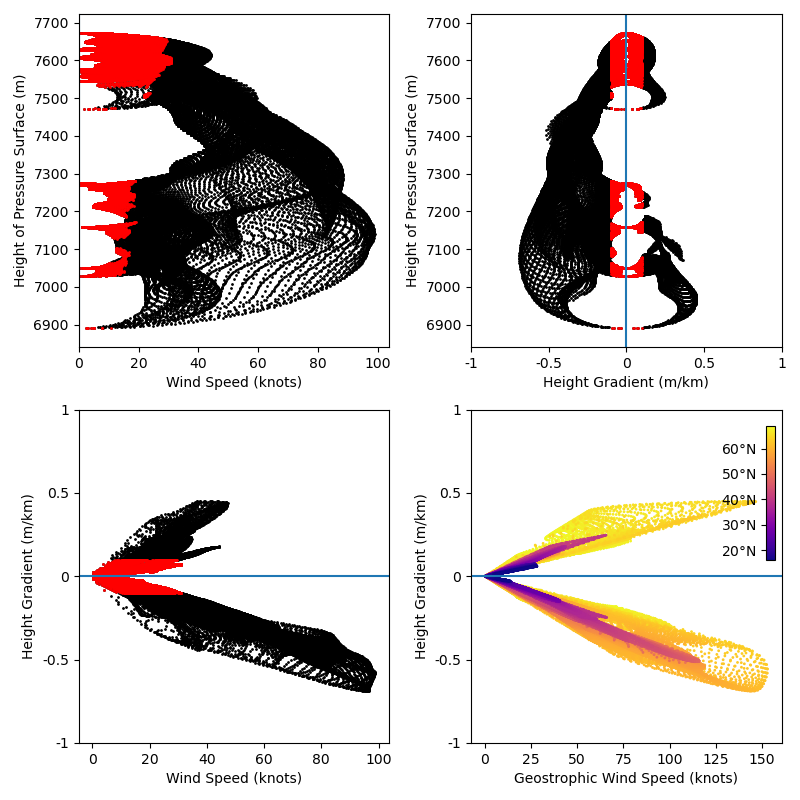 7700
7600
7500
7400
7300
7200
7100
7000
6900
Height of Pressure Surface (m)
0 20 40 60 80 100
Wind Speed (knots)
7700
7600
7500
7400
7300
7200
7100
7000
6900
Height of Pressure Surface (m)
-1 -0.5 0 0.5 1
Height Gradient (m/km)
1
0.5
0
-0.5
-1
Height Gradient (m/km)
0 20 40 60 80 100
Wind Speed (knots)
1
0.5
0
-0.5
-1
Height Gradient (m/km)
60°N
50°N
40°N
30°N
20°N
0 25 50 75 100 125 150
Geostrophic Wind Speed (knots)